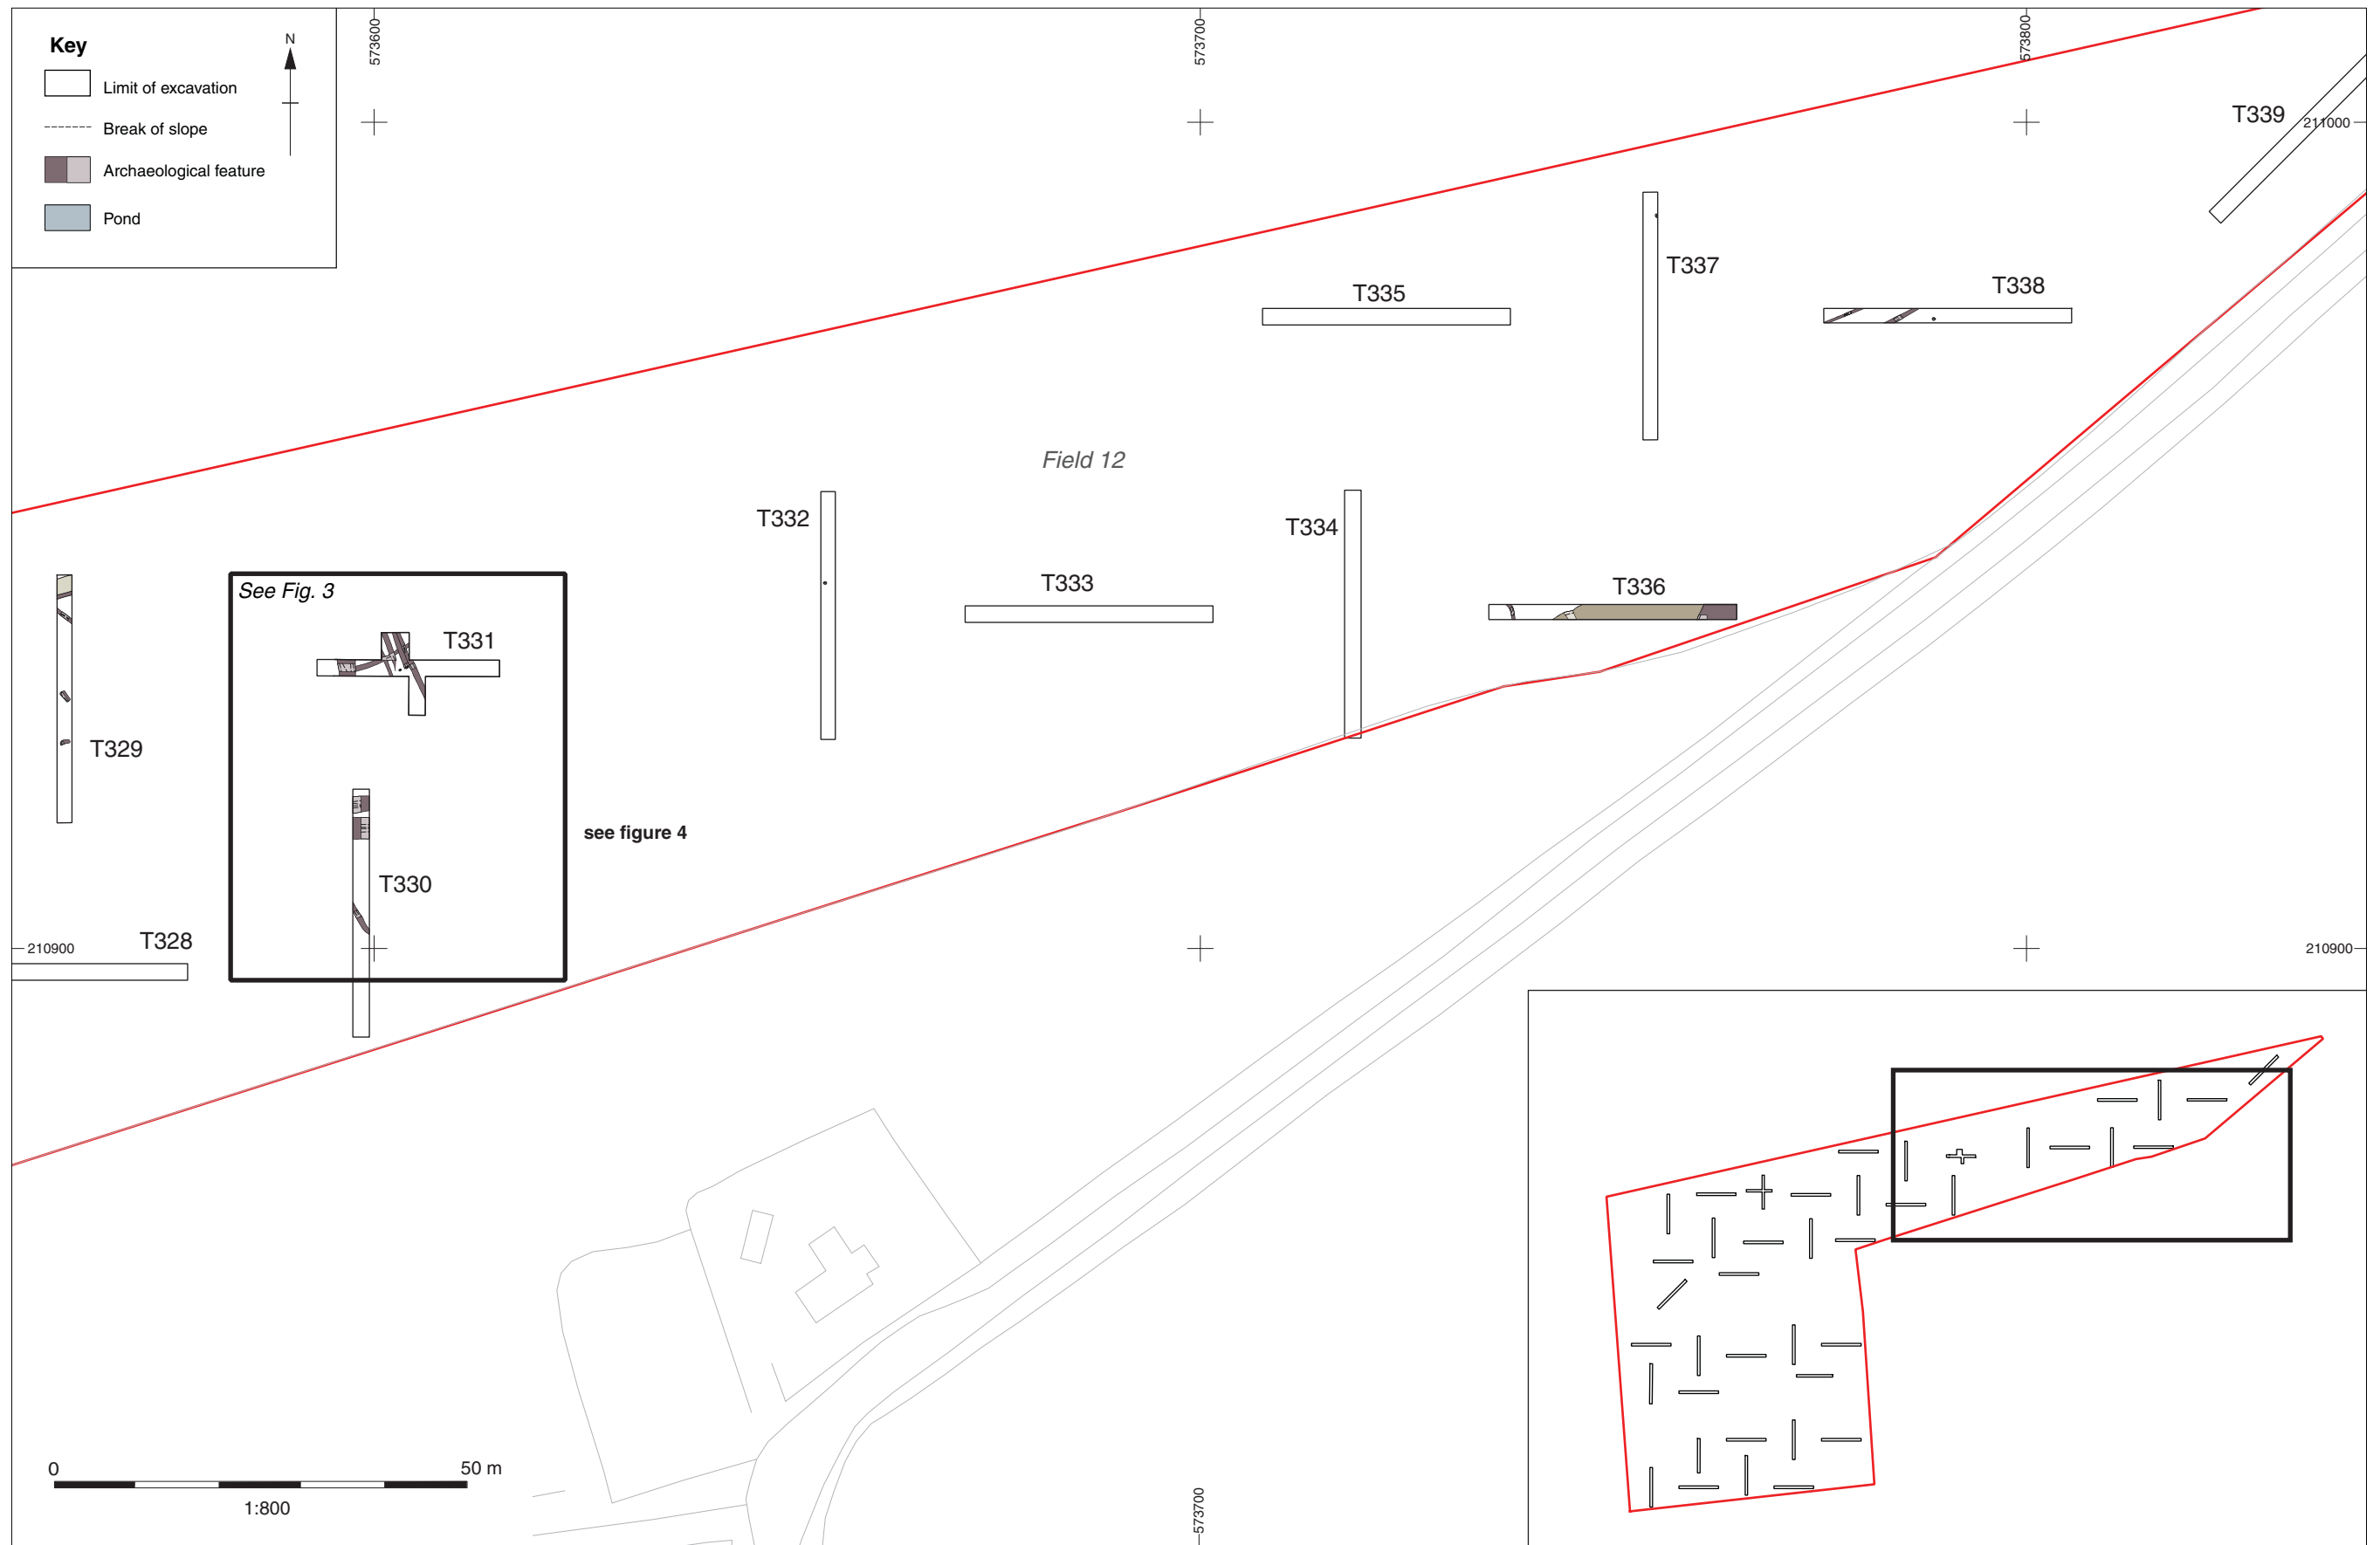 573600
573700
573800
Key
N
Limit of excavation
Break of slope
Archaeological feature
Pond
T339
211000
T337
T338
T335
Field 12
T332
T334
T333
T336
See Fig. 3
T331
T329
see figure 4
T330
T328
210900
210900
0
50 m
1:800
573700